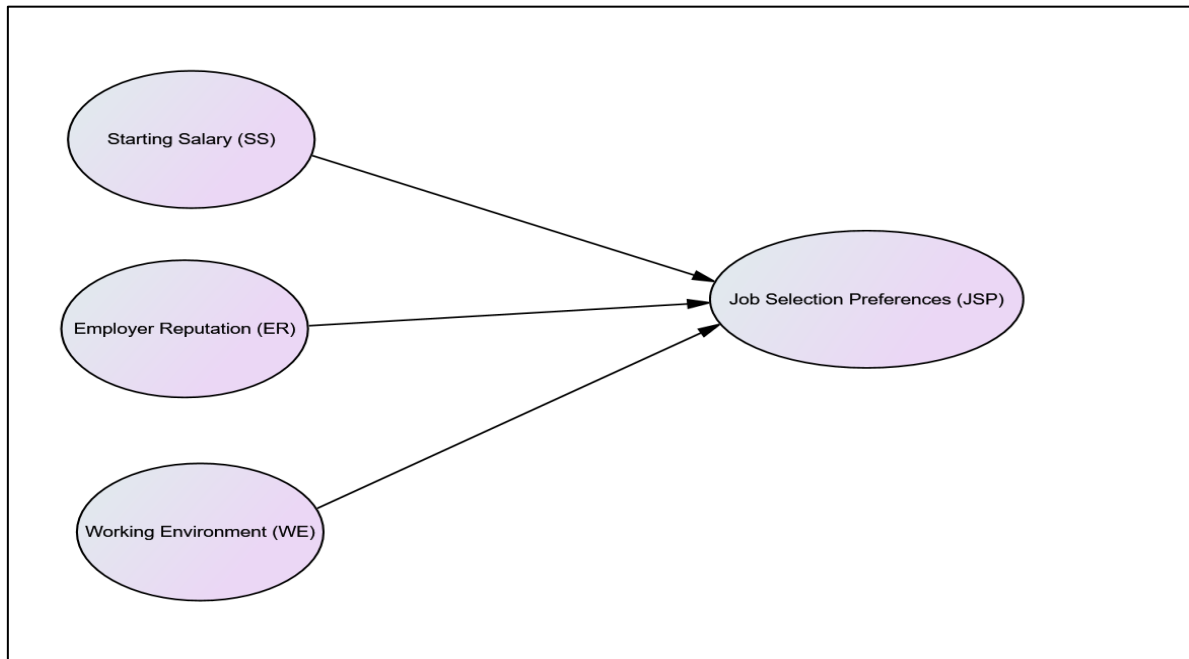 Starting Salary (SS)
Job Selection Preferences (JSP)
Employer Reputation (ER)
Working Environment (WE)